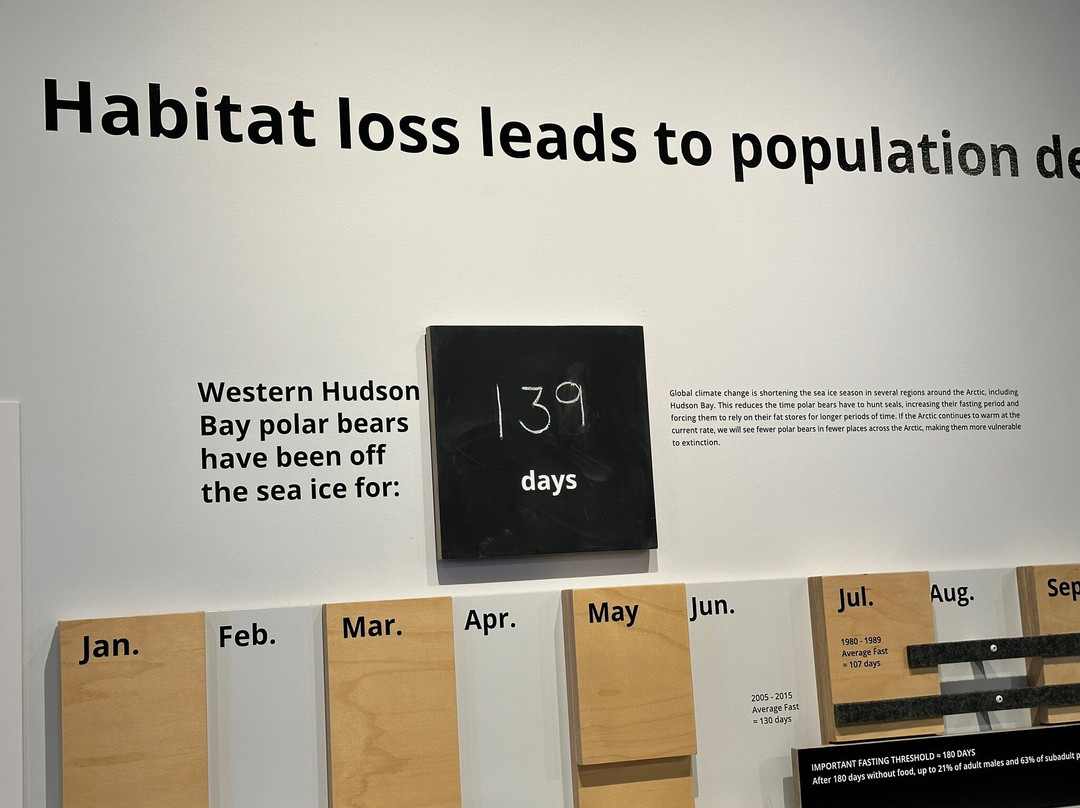 Habitat loss leads to population de
Western Hudson
Bay polar bears
have been off
the sea ice for:
139
days
Global climate change is shortening the sea ice season in several regions around the Arctic, including
Hudson Bay. This reduces the time polar bears have to hunt seals, increasing their fasting period and
forcing them to rely on their fat stores for longer periods of time. If the Arctic continues to warm at the
current rate, we will see fewer polar bears in fewer places across the Arctic, making them more vulnerable
to extinction.
Jan.
Feb.
Mar.
Apr.
May
Jun.
Jul.
Aug.
Sep
1980 - 1989
Average Fast
= 107 days
2005 - 2015
Average Fast
= 130 days
IMPORTANT FASTING THRESHOLD = 180 DAYS
After 180 days without food, up to 21% of adult males and 63% of subadult p